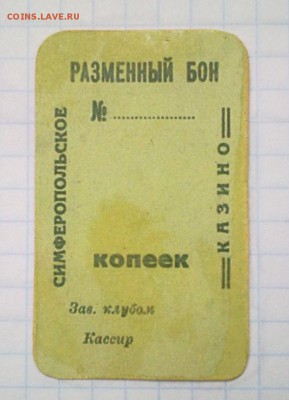 COINS.LAVE.RU
РАЗМЕННЫЙ БОН
№ ....................
СИМФЕРОПОЛЬСКОЕ
КАЗИНО
копеек
Зав. клубом
Кассир